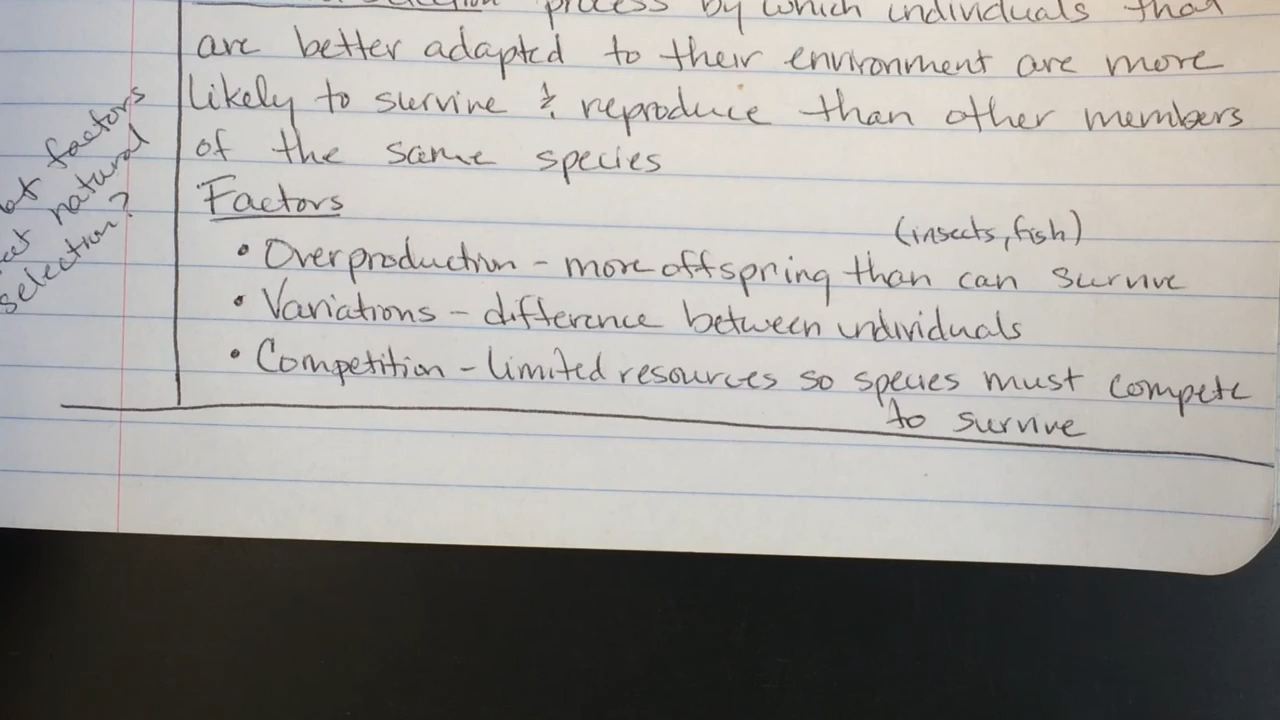 process by which individuals that
are better adapted to their environment are more
likely to survive & reproduce than other members
of the same species
Factors
(insects, fish)
• Overproduction - more offspring than can survive
• Variations - difference between individuals
• Competition - limited resources so species must compete
to survive
factors
natural
selection?